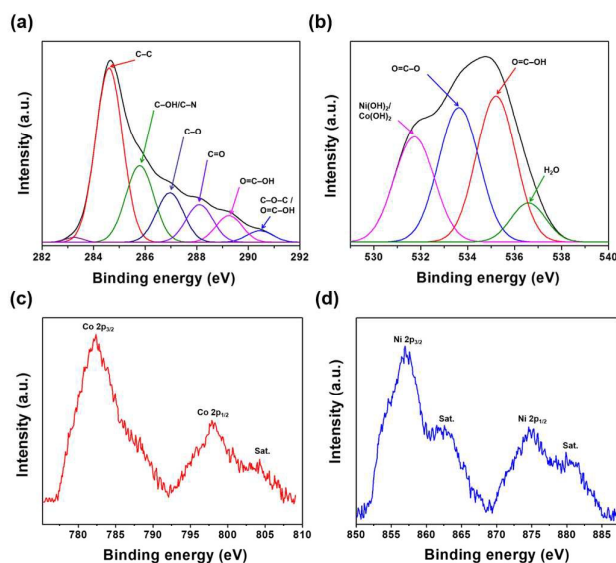 (a)
Intensity (a.u.)
C–C
C–OH/C–N
C–O
C=O
O=C–OH
C–O–C /
O=C–OH
282 284 286 288 290 292
Binding energy (eV)
(b)
Intensity (a.u.)
Ni(OH)2/
Co(OH)2
O=C–O
O=C–OH
H2O
530 532 534 536 538 540
Binding energy (eV)
(c)
Intensity (a.u.)
Co 2p3/2
Co 2p1/2
Sat.
780 785 790 795 800 805 810
Binding energy (eV)
(d)
Intensity (a.u.)
Ni 2p3/2
Sat.
Ni 2p1/2
Sat.
850 855 860 865 870 875 880 885
Binding energy (eV)